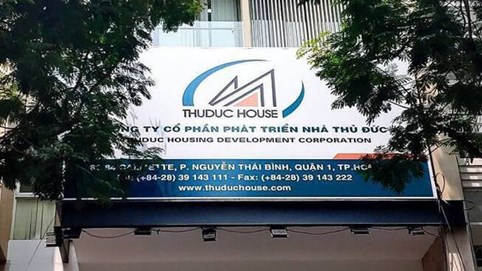 THUDUC HOUSE
NG TY CỔ PHẦN PHÁT TRIỂN NHÀ THỦ ĐỨC
DUC HOUSING DEVELOPMENT CORPORATION
P. NGUYỄN THÁI BÌNH, QUẬN 1, TP.HCM
(+84-28) 39 143 111 - Fax: (+84-28) 39 143 222
www.thuduchouse.com